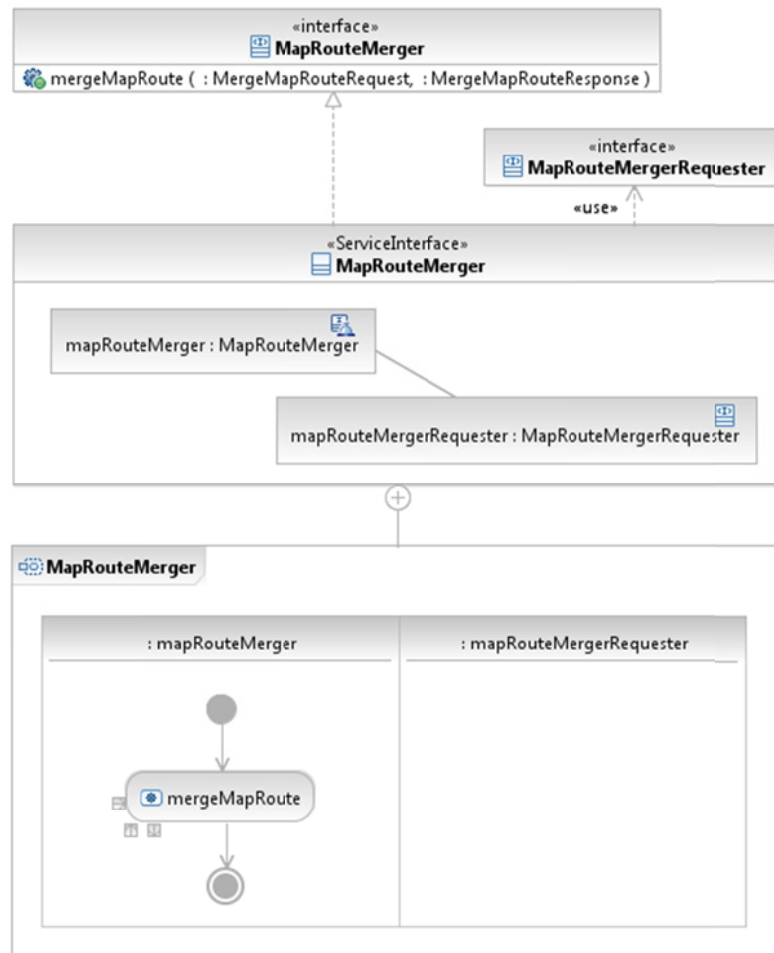 «interface»
MapRouteMerger
mergeMapRoute ( : MergeMapRouteRequest, : MergeMapRouteResponse )
«interface»
MapRouteMergerRequester
«use»
«ServiceInterface»
MapRouteMerger
mapRouteMerger : MapRouteMerger
mapRouteMergerRequester : MapRouteMergerRequester
MapRouteMerger
: mapRouteMerger
: mapRouteMergerRequester
mergeMapRoute